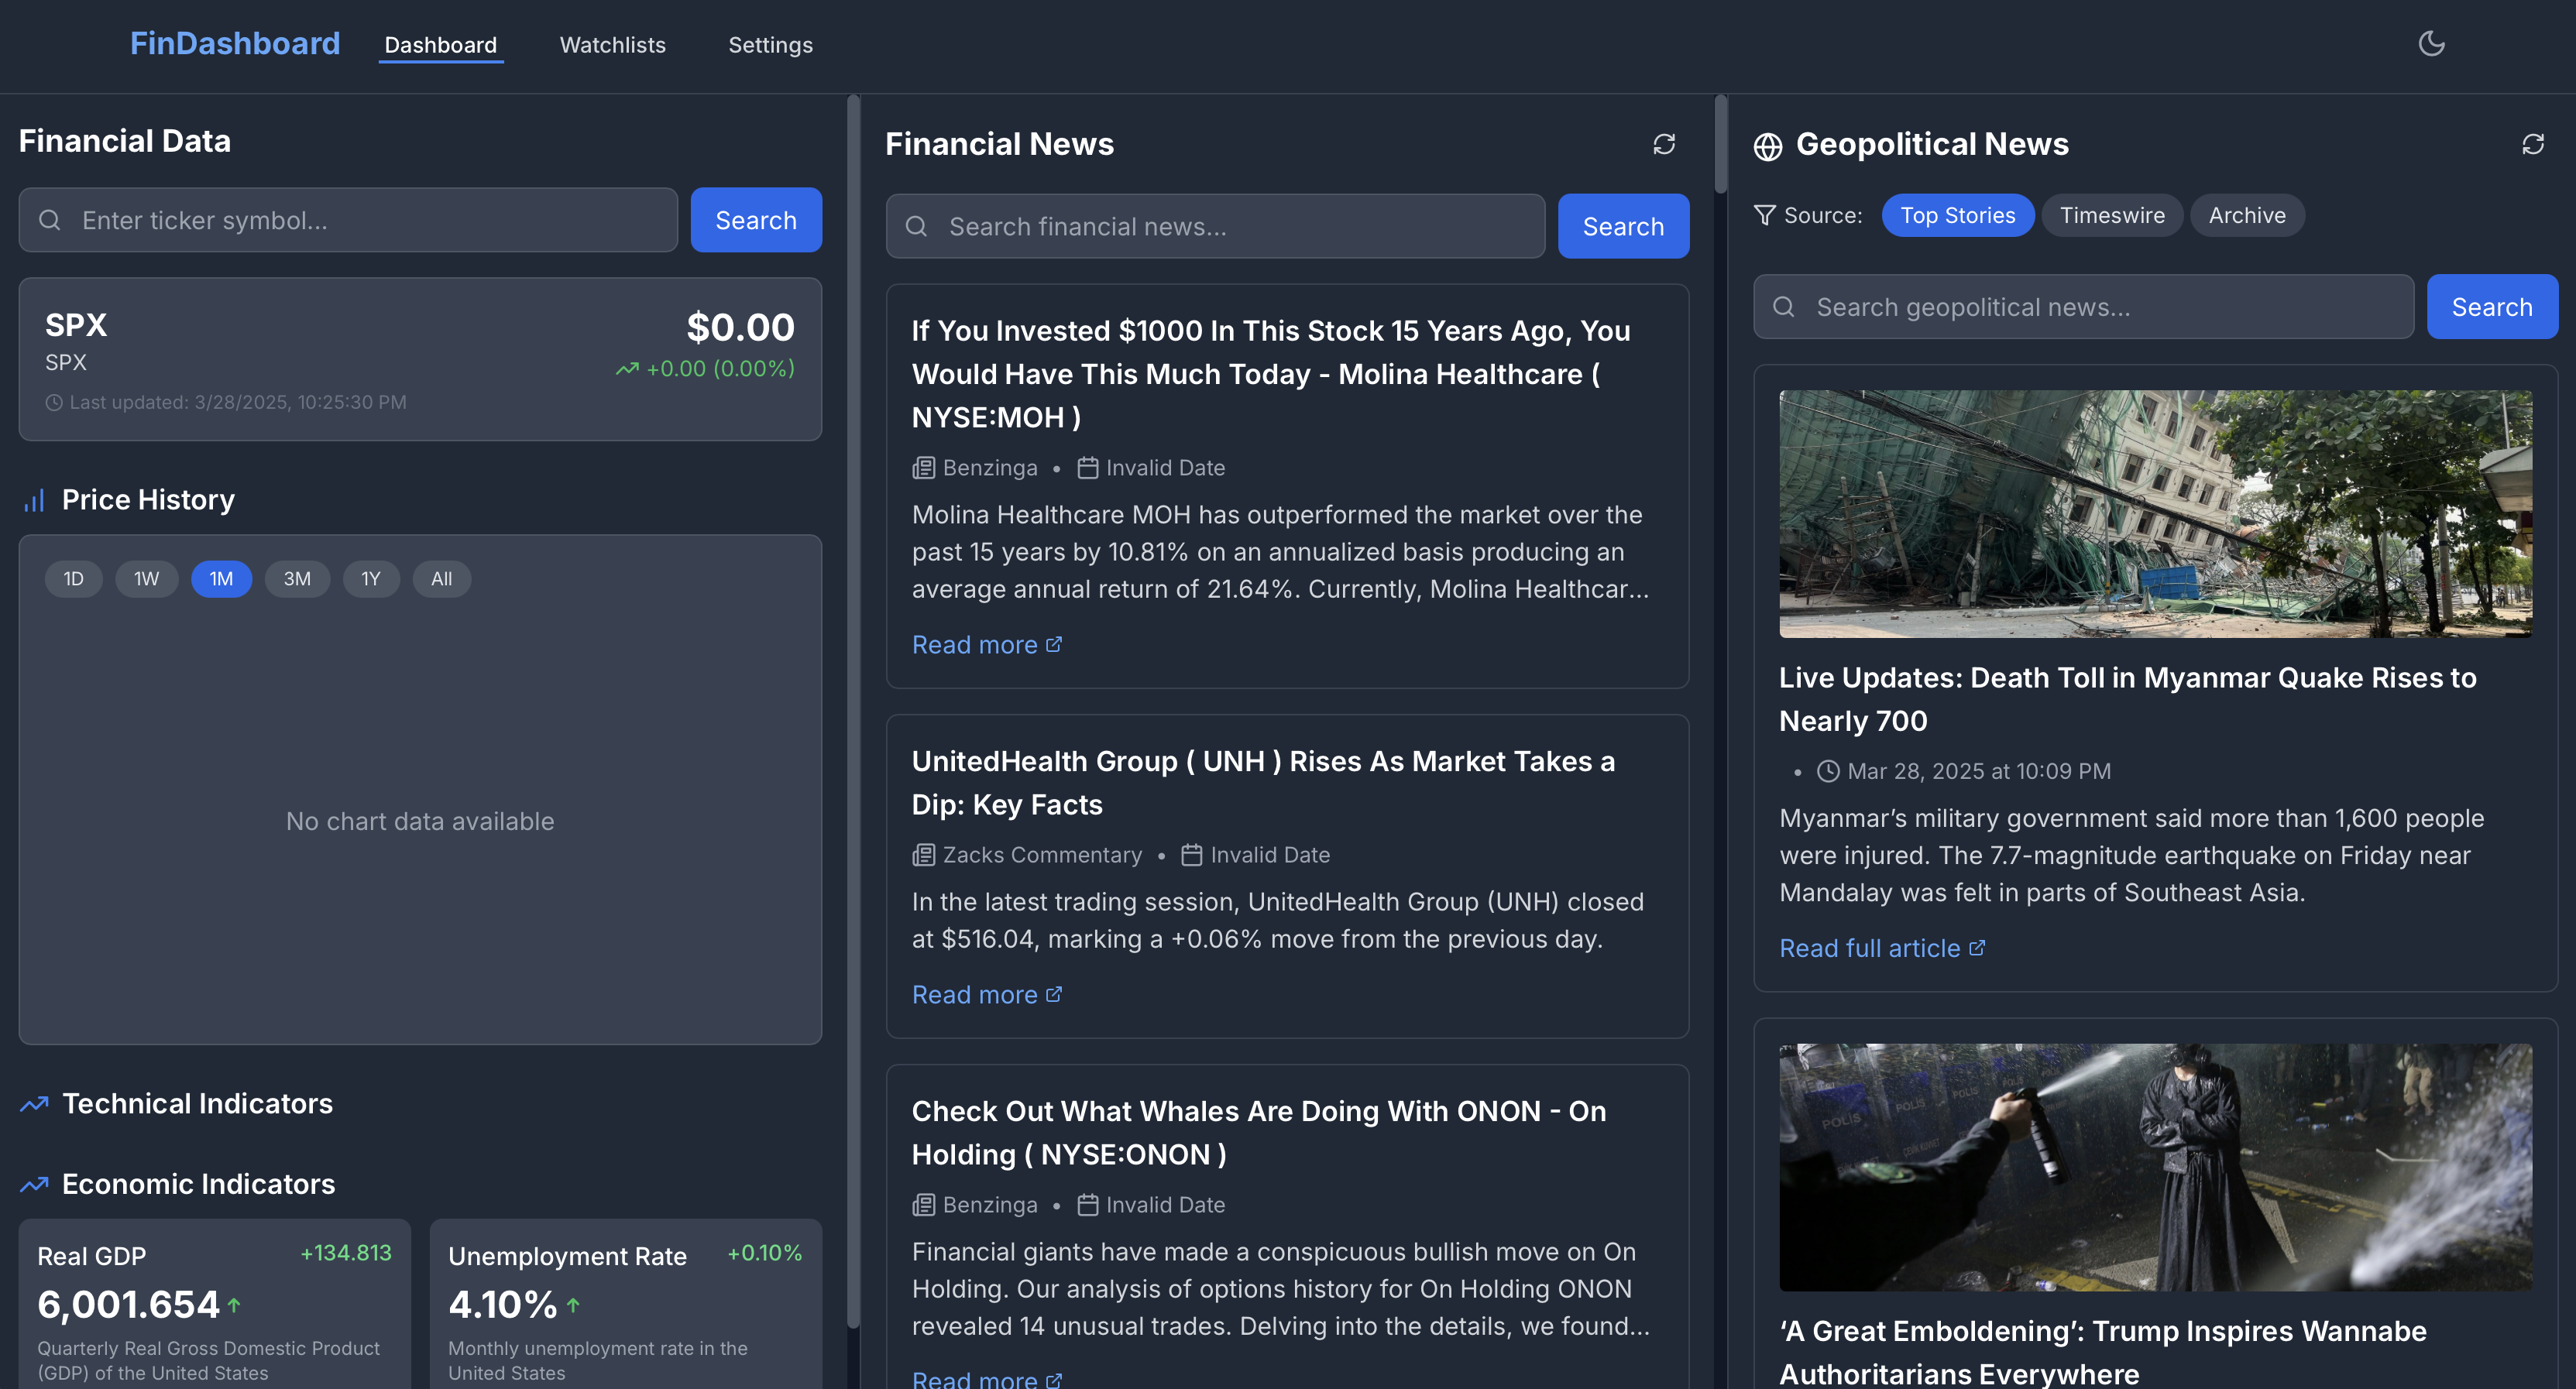 FinDashboard
Dashboard
Watchlists
Settings
Financial Data
Enter ticker symbol...
Search
SPX
$0.00
SPX
+0.00 (0.00%)
Last updated: 3/28/2025, 10:25:30 PM
Price History
1D
1W
1M
3M
1Y
All
No chart data available
Technical Indicators
Economic Indicators
Real GDP
+134.813
6,001.654
Quarterly Real Gross Domestic Product
(GDP) of the United States
Unemployment Rate
+0.10%
4.10%
Monthly unemployment rate in the
United States
Financial News
Search financial news...
Search
If You Invested $1000 In This Stock 15 Years Ago, You
Would Have This Much Today - Molina Healthcare (
NYSE:MOH )
Benzinga • Invalid Date
Molina Healthcare MOH has outperformed the market over the
past 15 years by 10.81% on an annualized basis producing an
average annual return of 21.64%. Currently, Molina Healthcar...
Read more
UnitedHealth Group ( UNH ) Rises As Market Takes a
Dip: Key Facts
Zacks Commentary • Invalid Date
In the latest trading session, UnitedHealth Group (UNH) closed
at $516.04, marking a +0.06% move from the previous day.
Read more
Check Out What Whales Are Doing With ONON - On
Holding ( NYSE:ONON )
Benzinga • Invalid Date
Financial giants have made a conspicuous bullish move on On
Holding. Our analysis of options history for On Holding ONON
revealed 14 unusual trades. Delving into the details, we found...
Read more
Geopolitical News
Source:
Top Stories
Timeswire
Archive
Search geopolitical news...
Search
Live Updates: Death Toll in Myanmar Quake Rises to
Nearly 700
• Mar 28, 2025 at 10:09 PM
Myanmar’s military government said more than 1,600 people
were injured. The 7.7-magnitude earthquake on Friday near
Mandalay was felt in parts of Southeast Asia.
Read full article
POLİS
POLİS
POLİS
‘A Great Emboldening’: Trump Inspires Wannabe
Authoritarians Everywhere